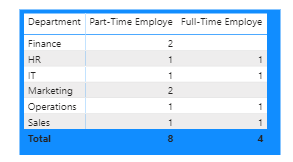 Department Part-Time Employe Full-Time Employe
Finance 2
HR 1 1
IT 1 1
Marketing 2
Operations 1 1
Sales 1 1
Total 8 4